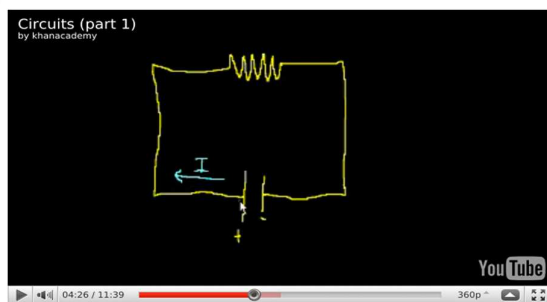 Circuits (part 1)
by khanacademy
I
+
-
YouTube
04:26 / 11:39
360p